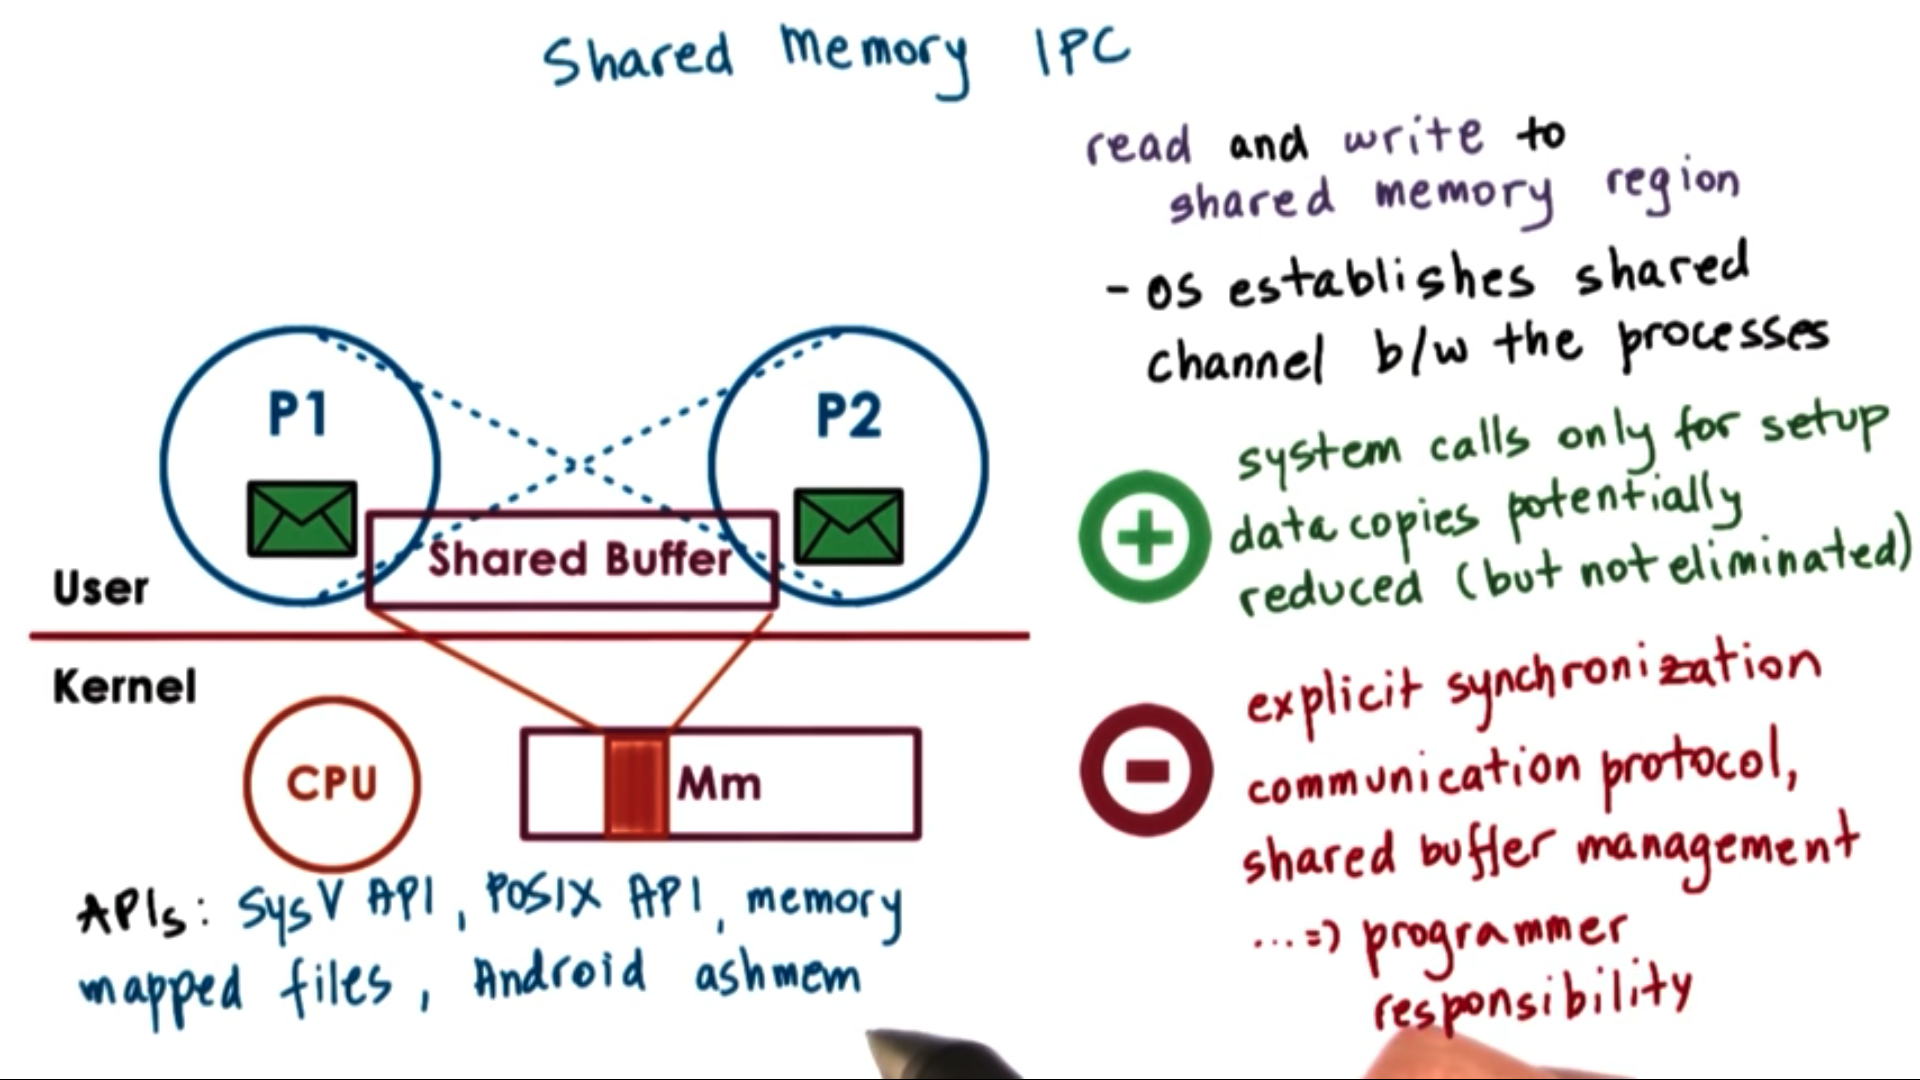 Shared Memory IPC
read and write to
shared memory region
- OS establishes shared
channel b/w the processes
P1
P2
Shared Buffer
User
Kernel
CPU
Mm
system calls only for setup
data copies potentially
reduced (but not eliminated)
explicit synchronization
communication protocol,
shared buffer management
...=) programmer
responsibility
APIs: SysV API, POSIX API, memory
mapped files, Android ashmem